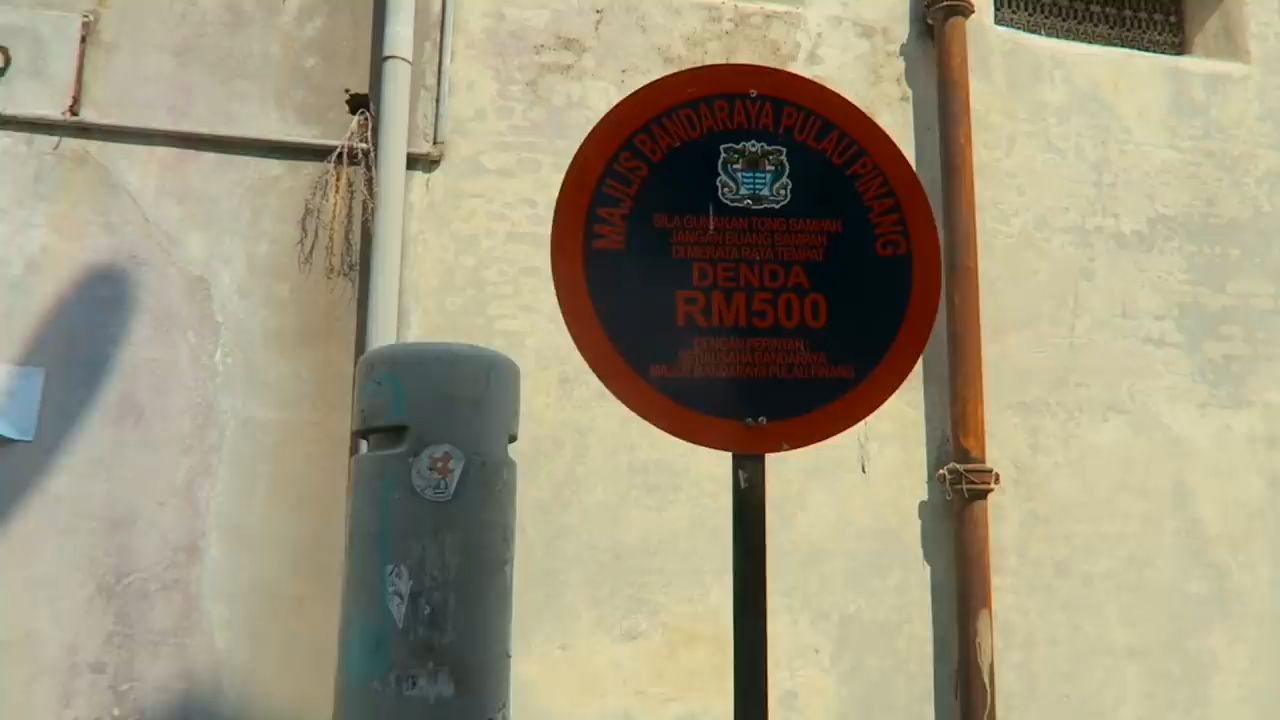 MAJLIS BANDARAYA PULAU PINANG
SILA GUNAKAN TONG SAMPAH
JANGAN BUANG SAMPAH
DI MERATA RATA TEMPAT
DENDA
RM500
DENGAN PERINTAH
SETIAUSAHA BANDARAYA
MAJLIS BANDARAYA PULAU PINANG